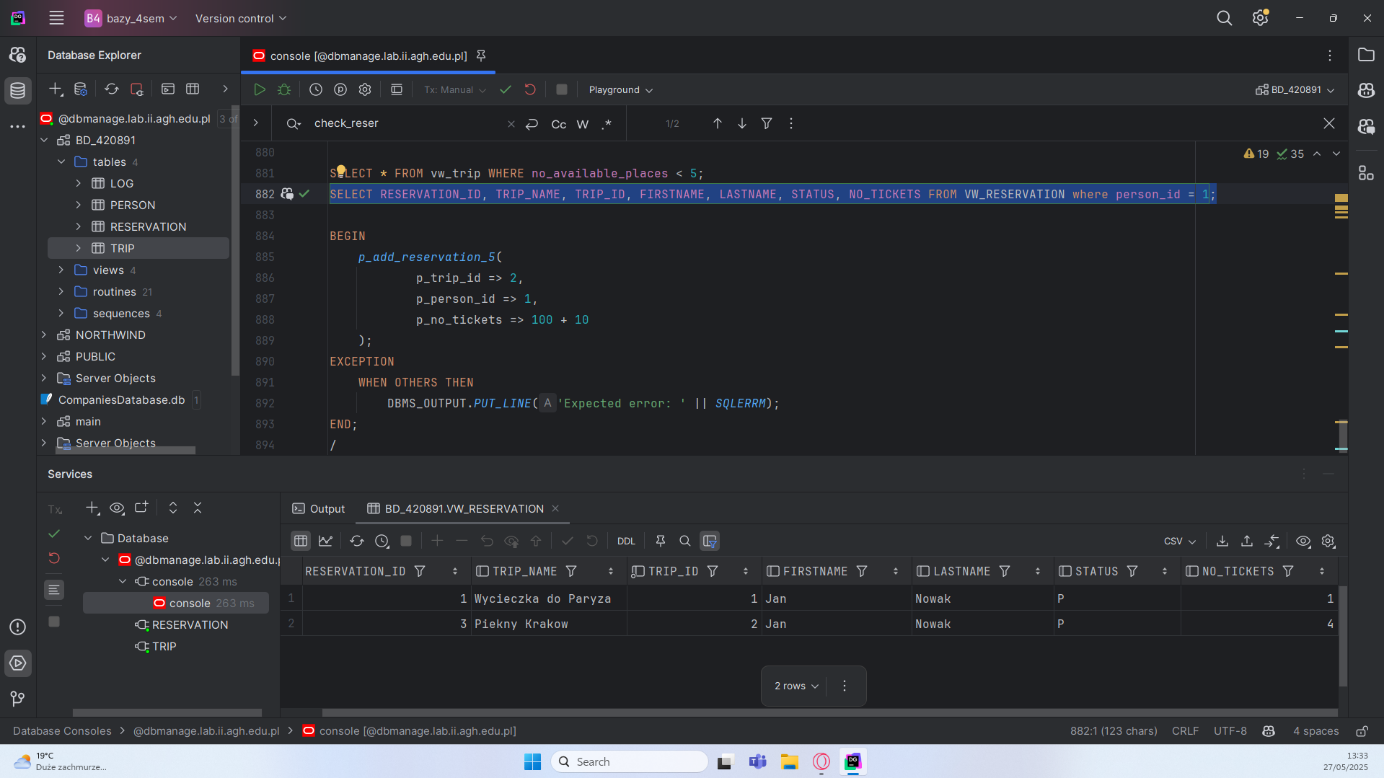 B4 bazy_4sem Version control
Database Explorer
console [@dbmanage.lab.ii.agh.edu.pl]
Tx: Manual Playground BD_420891
check_reser Cc W .* 1/2
@dbmanage.lab.ii.agh.edu.pl 3 of
BD_420891
tables 4
LOG
PERSON
RESERVATION
TRIP
views 4
routines 21
sequences 4
NORTHWIND
PUBLIC
Server Objects
CompaniesDatabase.db 1
main
Server Objects
19 35
880
881 SELECT * FROM vw_trip WHERE no_available_places < 5;
882 SELECT RESERVATION_ID, TRIP_NAME, TRIP_ID, FIRSTNAME, LASTNAME, STATUS, NO_TICKETS FROM VW_RESERVATION where person_id = 1;
883
884 BEGIN
885 p_add_reservation_5(
886 p_trip_id => 2,
887 p_person_id => 1,
888 p_no_tickets => 100 + 10
889 );
890 EXCEPTION
891 WHEN OTHERS THEN
892 DBMS_OUTPUT.PUT_LINE( A 'Expected error: ' || SQLERRM);
893 END;
894 /
Services
Tx
Database
@dbmanage.lab.ii.agh.edu.p
console 263 ms
console 263 ms
RESERVATION
TRIP
Output BD_420891.VW_RESERVATION
DDL CSV
RESERVATION_ID TRIP_NAME TRIP_ID FIRSTNAME LASTNAME STATUS NO_TICKETS
1 1 Wycieczka do Paryza 1 Jan Nowak P 1
2 3 Piekny Krakow 2 Jan Nowak P 4
2 rows
Database Consoles > @dbmanage.lab.ii.agh.edu.pl > console [@dbmanage.lab.ii.agh.edu.pl]
882:1 (123 chars) CRLF UTF-8 4 spaces
19°C
Duże zachmurze...
Search
13:33
27/05/2025